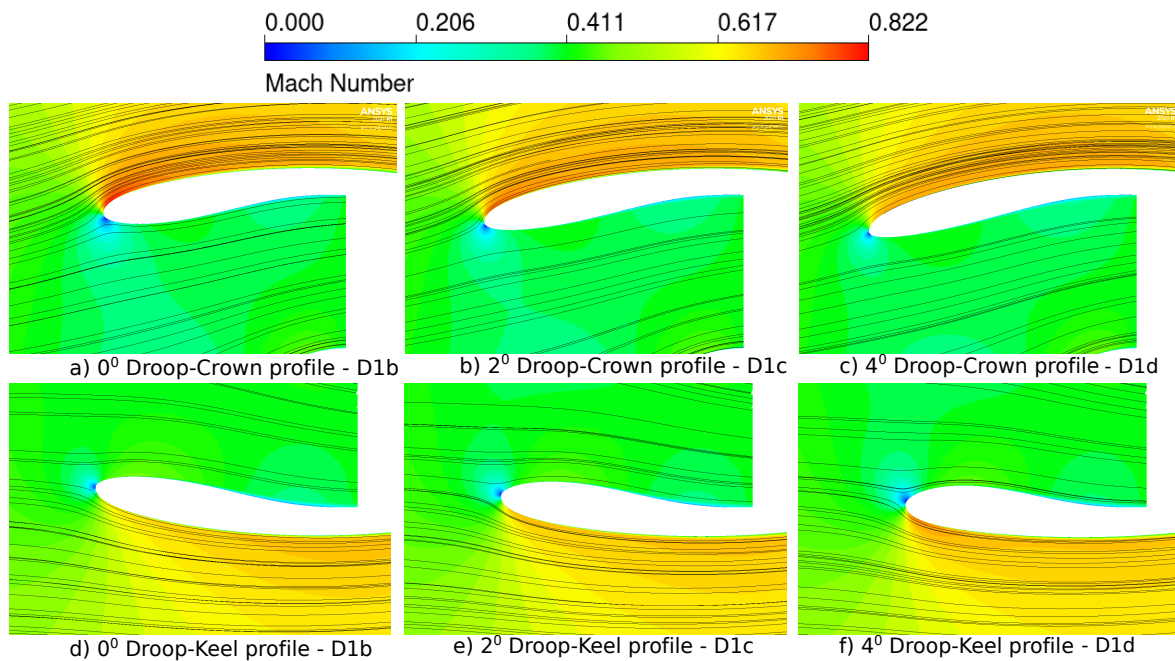 0.000 0.206 0.411 0.617 0.822
Mach Number
ANSYS
ANSYS
ANSYS
a) 0⁰ Droop-Crown profile - D1b
b) 2⁰ Droop-Crown profile - D1c
c) 4⁰ Droop-Crown profile - D1d
d) 0⁰ Droop-Keel profile - D1b
e) 2⁰ Droop-Keel profile - D1c
f) 4⁰ Droop-Keel profile - D1d